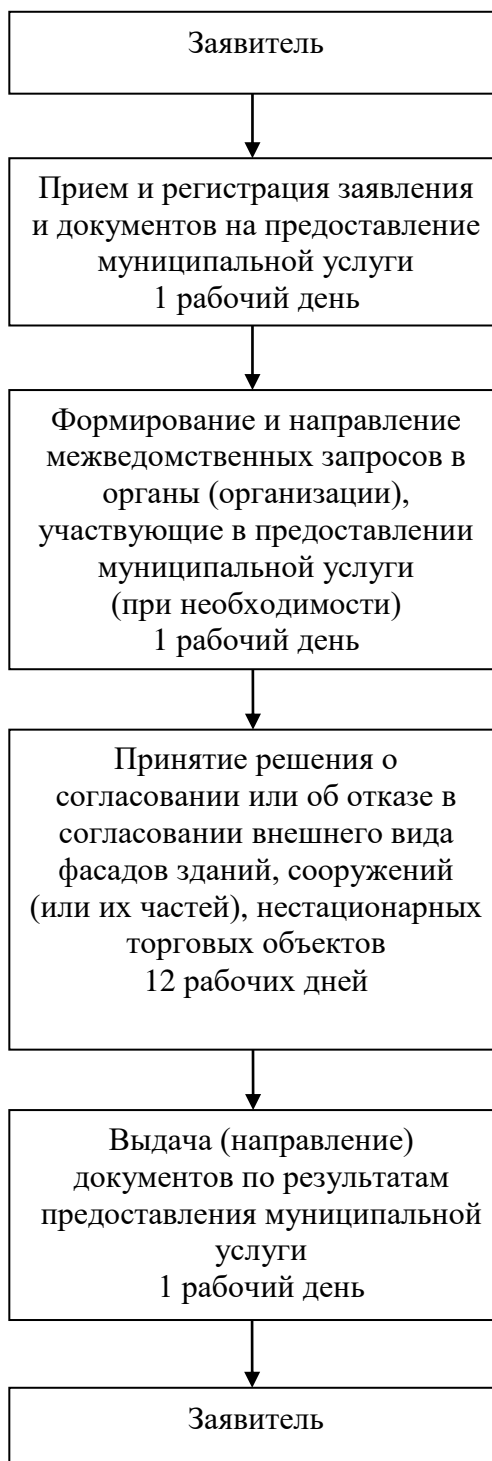 Заявитель
Прием и регистрация заявления
и документов на предоставление
муниципальной услуги
1 рабочий день
Формирование и направление
межведомственных запросов в
органы (организации),
участвующие в предоставлении
муниципальной услуги
(при необходимости)
1 рабочий день
Принятие решения о
согласовании или об отказе в
согласовании внешнего вида
фасадов зданий, сооружений
(или их частей), нестационарных
торговых объектов
12 рабочих дней
Выдача (направление)
документов по результатам
предоставления муниципальной
услуги
1 рабочий день
Заявитель